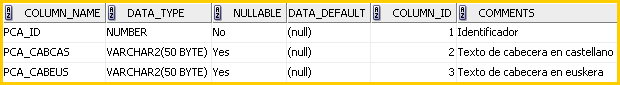 COLUMN_NAME DATA_TYPE NULLABLE DATA_DEFAULT COLUMN_ID COMMENTS
PCA_ID NUMBER No (null) 1 Identificador
PCA_CABCAS VARCHAR2(50 BYTE) Yes (null) 2 Texto de cabecera en castellano
PCA_CABEUS VARCHAR2(50 BYTE) Yes (null) 3 Texto de cabecera en euskera